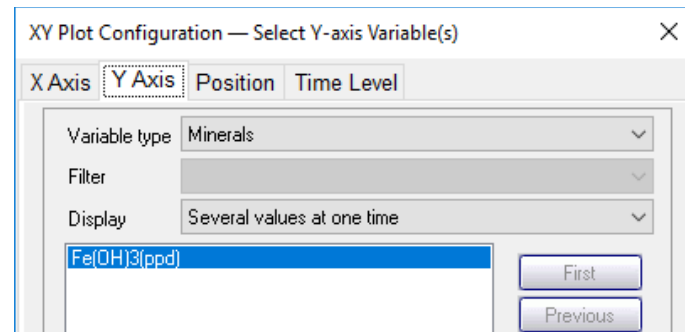 XY Plot Configuration — Select Y-axis Variable(s)
X Axis Y Axis Position Time Level
Variable type Minerals
Filter
Display Several values at one time
Fe(OH)3(ppd)
First
Previous